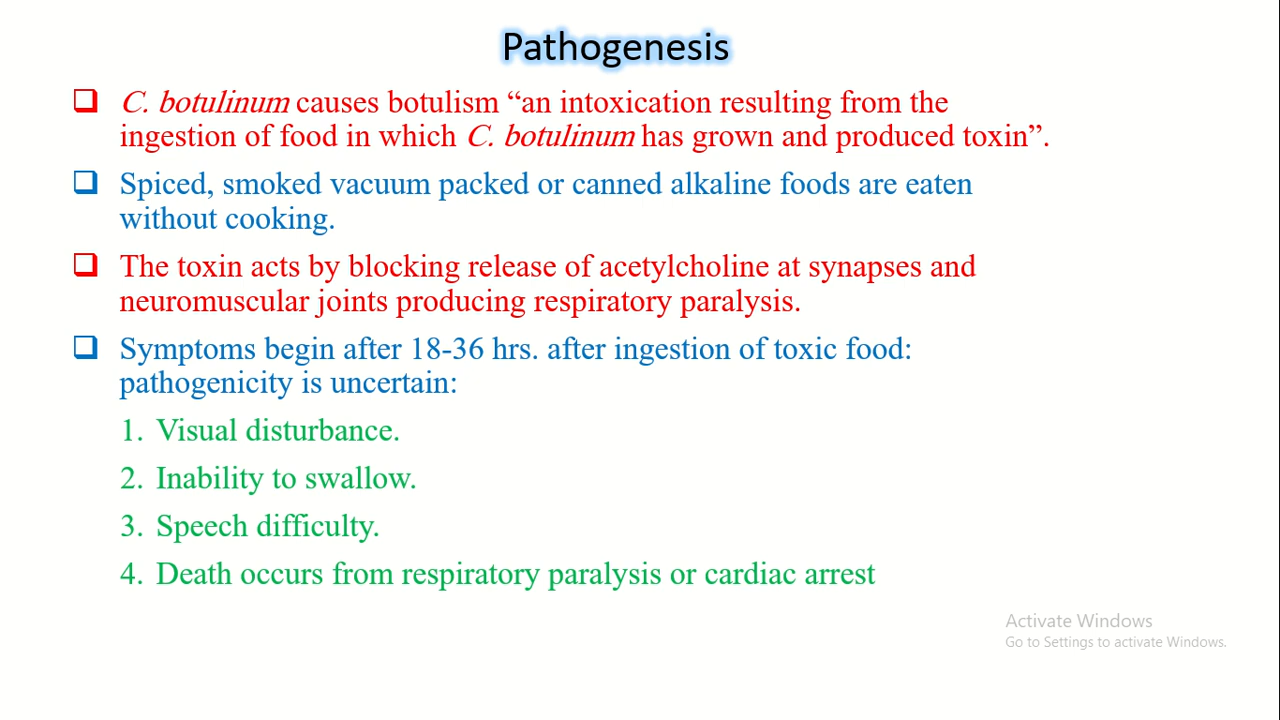 Pathogenesis
C. botulinum causes botulism “an intoxication resulting from the
ingestion of food in which C. botulinum has grown and produced toxin”.
Spiced, smoked vacuum packed or canned alkaline foods are eaten
without cooking.
The toxin acts by blocking release of acetylcholine at synapses and
neuromuscular joints producing respiratory paralysis.
Symptoms begin after 18-36 hrs. after ingestion of toxic food:
pathogenicity is uncertain:
1. Visual disturbance.
2. Inability to swallow.
3. Speech difficulty.
4. Death occurs from respiratory paralysis or cardiac arrest
Activate Windows
Go to Settings to activate Windows.